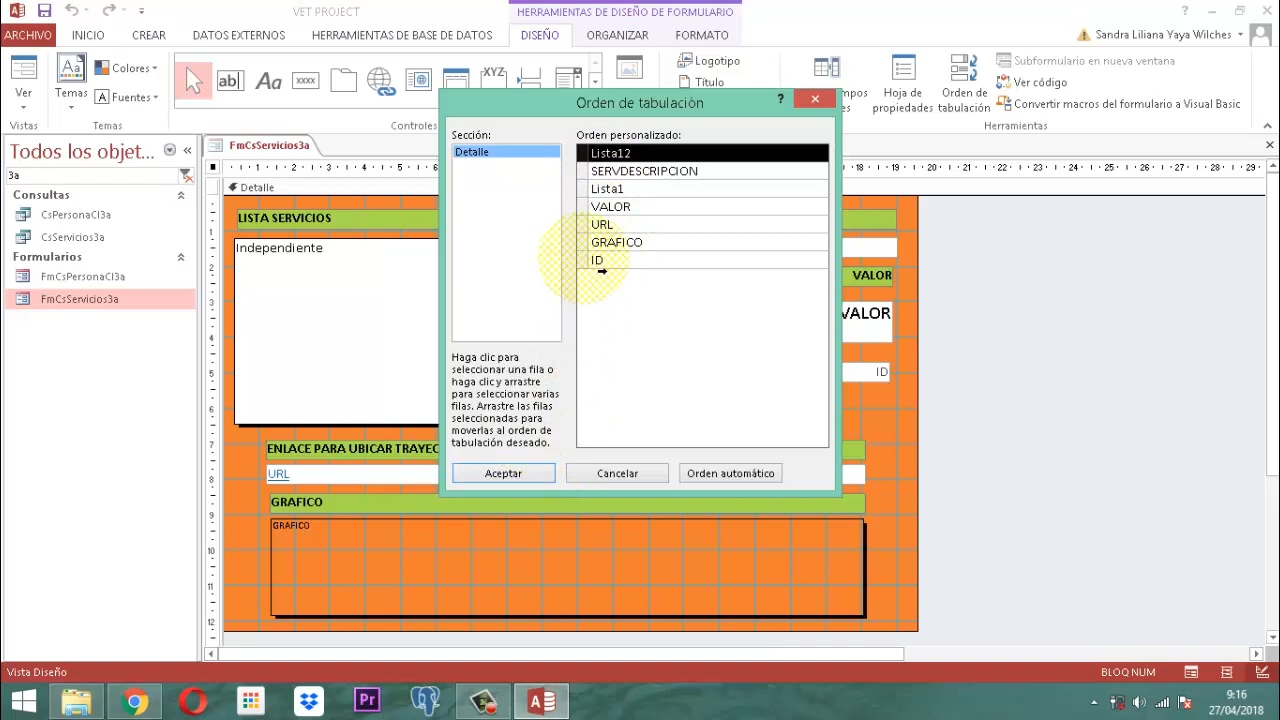 VET PROJECT
HERRAMIENTAS DE DISEÑO DE FORMULARIO
?
ARCHIVO
INICIO
CREAR
DATOS EXTERNOS
HERRAMIENTAS DE BASE DE DATOS
DISEÑO
ORGANIZAR
FORMATO
Sandra Liliana Yaya Wilches
Ver
Temas
Colores
Fuentes
ab|
Aa
xxxx
XYZ
Logotipo
Título
Hoja de
propiedades
Orden de
tabulación
Subformulario en nueva ventana
Ver código
Convertir macros del formulario a Visual Basic
Vistas
Temas
Controles
Herramientas
Todos los objet...
3a
Consultas
CsPersonaCl3a
CsServicios3a
Formularios
FmCsPersonaCl3a
FmCsServicios3a
FmCsServicios3a
Detalle
LISTA SERVICIOS
Independiente
VALOR
VALOR
ID
ENLACE PARA UBICAR TRAYEC
URL
GRAFICO
GRAFICO
Orden de tabulación
?
Sección:
Detalle
Orden personalizado:
Lista12
SERVDESCRIPCION
Lista1
VALOR
URL
GRAFICO
ID
Haga clic para
seleccionar una fila o
haga clic y arrastre
para seleccionar varias
filas. Arrastre las filas
seleccionadas para
moverlas al orden de
tabulación deseado.
Aceptar
Cancelar
Orden automático
Vista Diseño
BLOQ NUM
Pr
9:16
27/04/2018